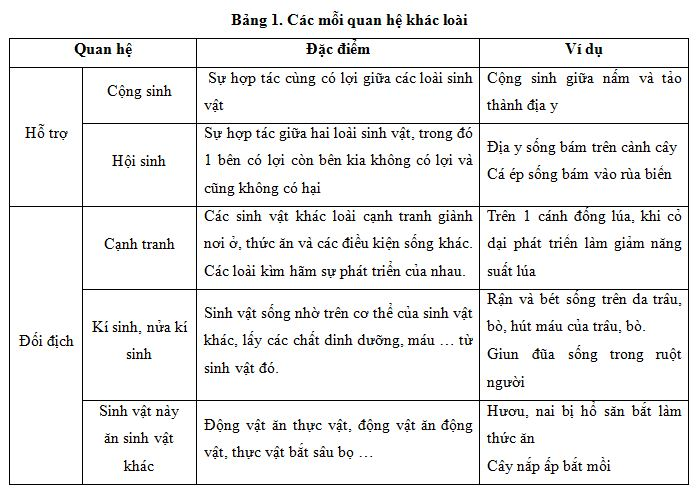 Bảng 1. Các mối quan hệ khác loài
Quan hệ
Đặc điểm
Ví dụ
Hỗ trợ
Cộng sinh
Sự hợp tác cùng có lợi giữa các loài sinh
vật
Cộng sinh giữa nấm và tảo
thành địa y
Hội sinh
Sự hợp tác giữa hai loài sinh vật, trong đó
1 bên có lợi còn bên kia không có lợi và
cũng không có hại
Địa y sống bám trên cành cây
Cá ép sống bám vào rùa biển
Đối địch
Cạnh tranh
Các sinh vật khác loài cạnh tranh giành
nơi ở, thức ăn và các điều kiện sống khác.
Các loài kìm hãm sự phát triển của nhau.
Trên 1 cánh đồng lúa, khi cỏ
dại phát triển làm giảm năng
suất lúa
Kí sinh, nửa kí
sinh
Sinh vật sống nhờ trên cơ thể của sinh vật
khác, lấy các chất dinh dưỡng, máu … từ
sinh vật đó.
Rận và bét sống trên da trâu,
bò, hút máu của trâu, bò.
Giun đũa sống trong ruột
người
Sinh vật này
ăn sinh vật
khác
Động vật ăn thực vật, động vật ăn động
vật, thực vật bắt sâu bọ …
Hươu, nai bị hổ săn bắt làm
thức ăn
Cây nắp ấp bắt mồi